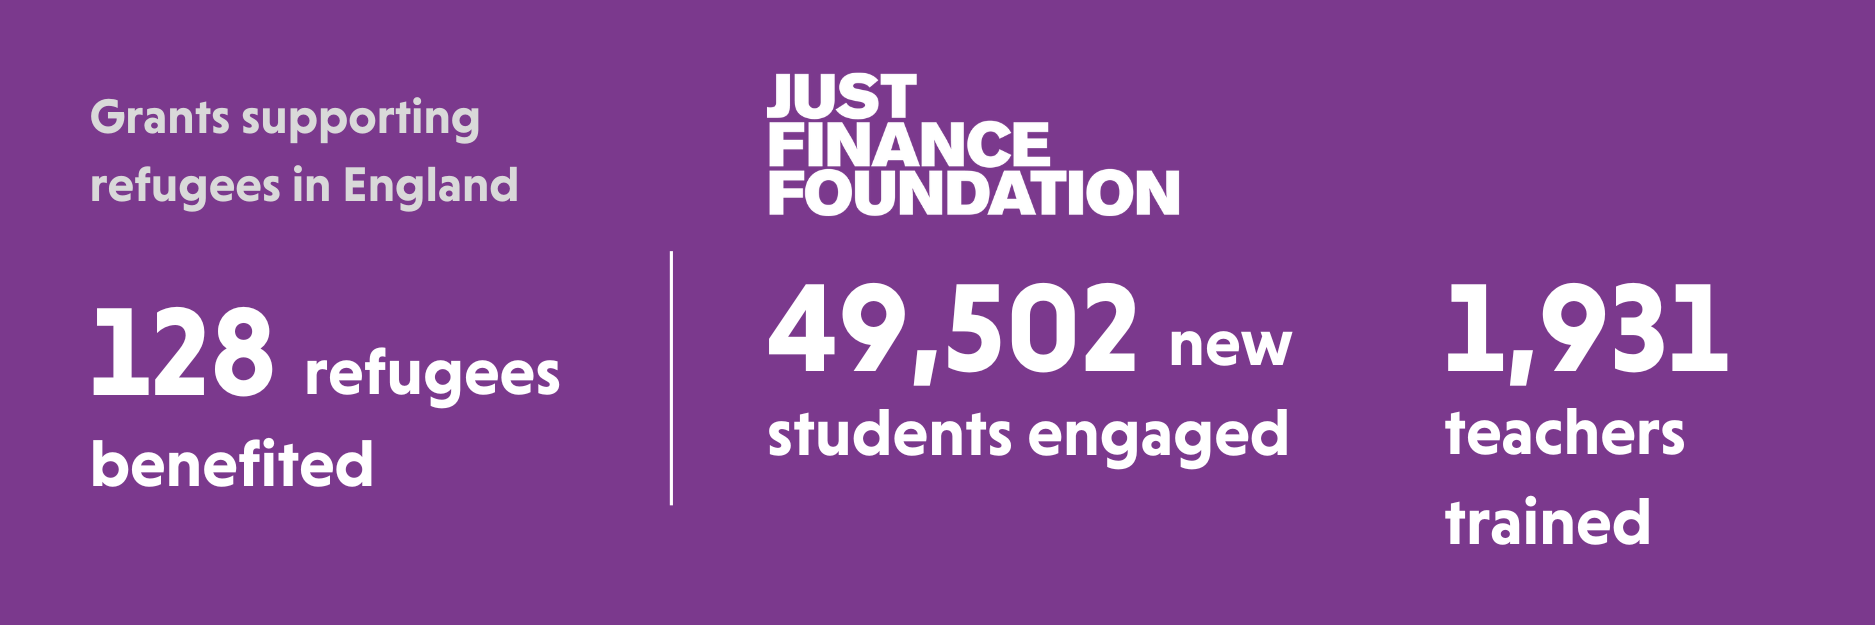 Grants supporting
refugees in England
128 refugees
benefited
JUST
FINANCE
FOUNDATION
49,502 new
students engaged
1,931
teachers
trained